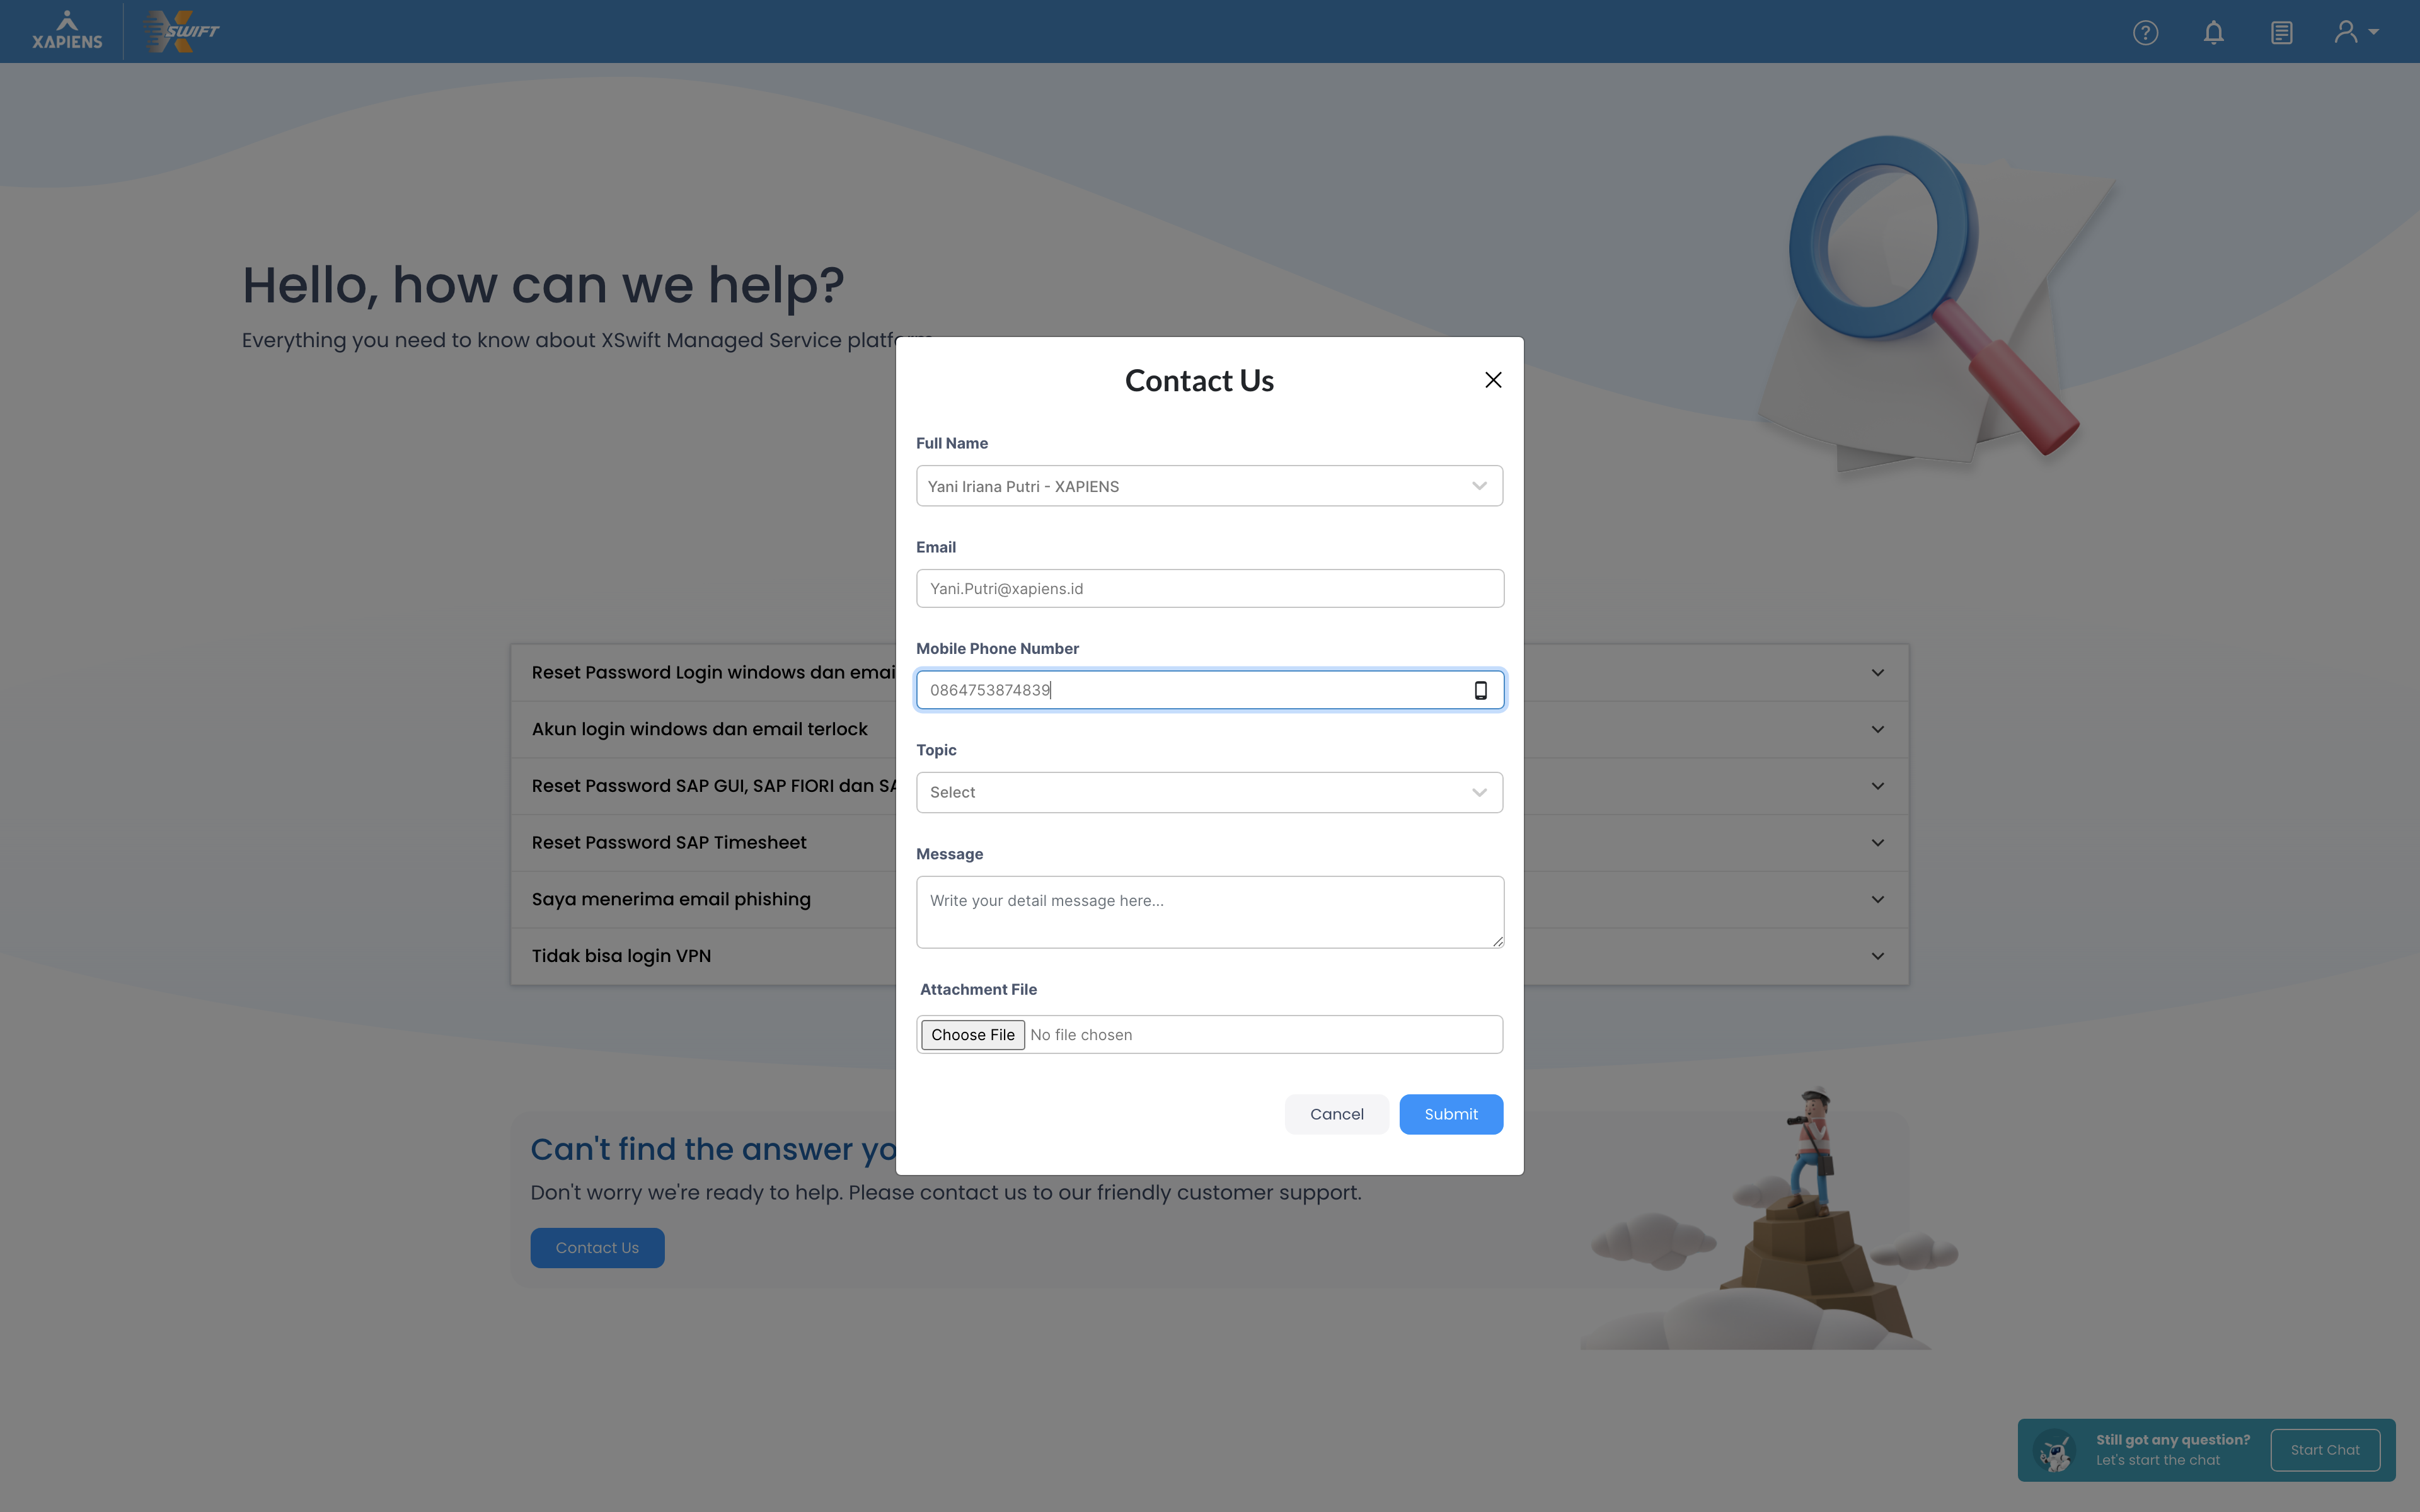 XAPIENS
SWIFT
Hello, how can we help?
Everything you need to know about XSwift Managed Service
Contact Us
Full Name
Yani Iriana Putri - XAPIENS
Email
Yani.Putri@xapiens.id
Mobile Phone Number
0864753874839
Topic
Select
Message
Write your detail message here...
Attachment File
Choose File No file chosen
Cancel Submit
Reset Password Login windows dan emai
Akun login windows dan email terlock
Reset Password SAP GUI, SAP FIORI dan SA
Reset Password SAP Timesheet
Saya menerima email phishing
Tidak bisa login VPN
Can't find the answer yo
Don't worry we're ready to help. Please contact us to our friendly customer support.
Contact Us
Still got any question?
Let's start the chat
Start Chat